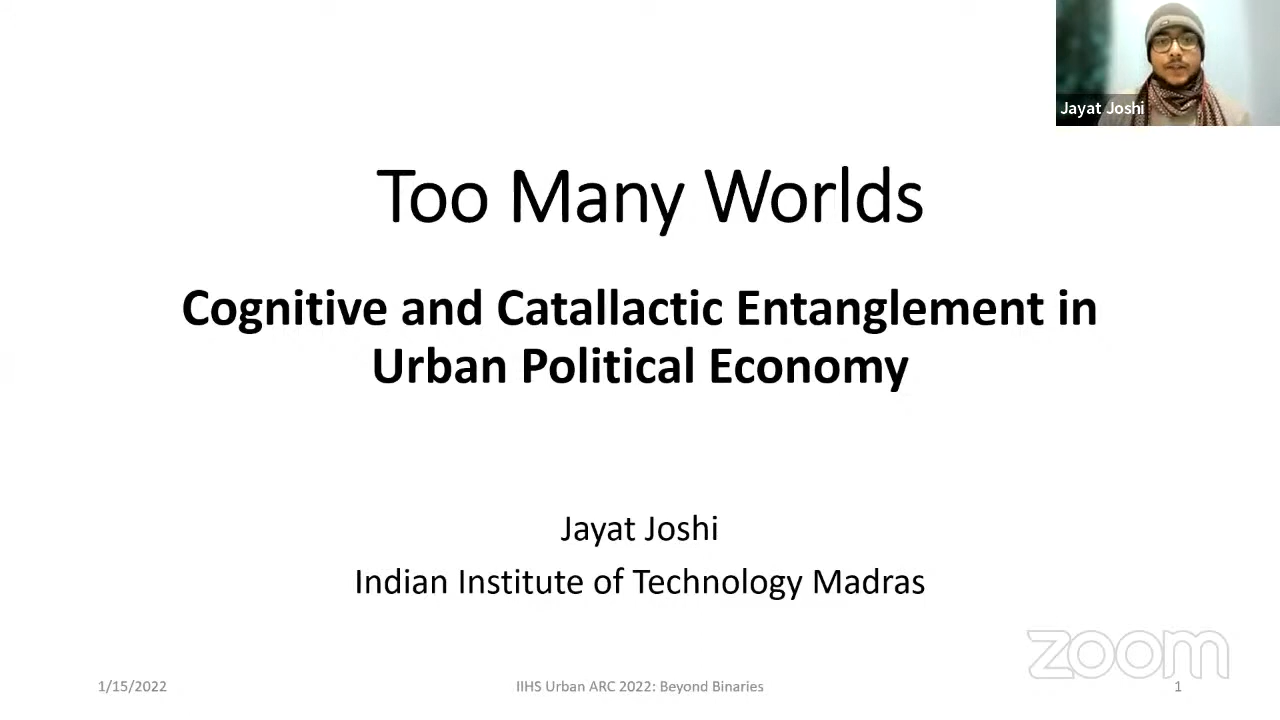 Jayat Joshi
Too Many Worlds
Cognitive and Catallactic Entanglement in
Urban Political Economy
Jayat Joshi
Indian Institute of Technology Madras
zoom
1/15/2022
IIHS Urban ARC 2022: Beyond Binaries
1